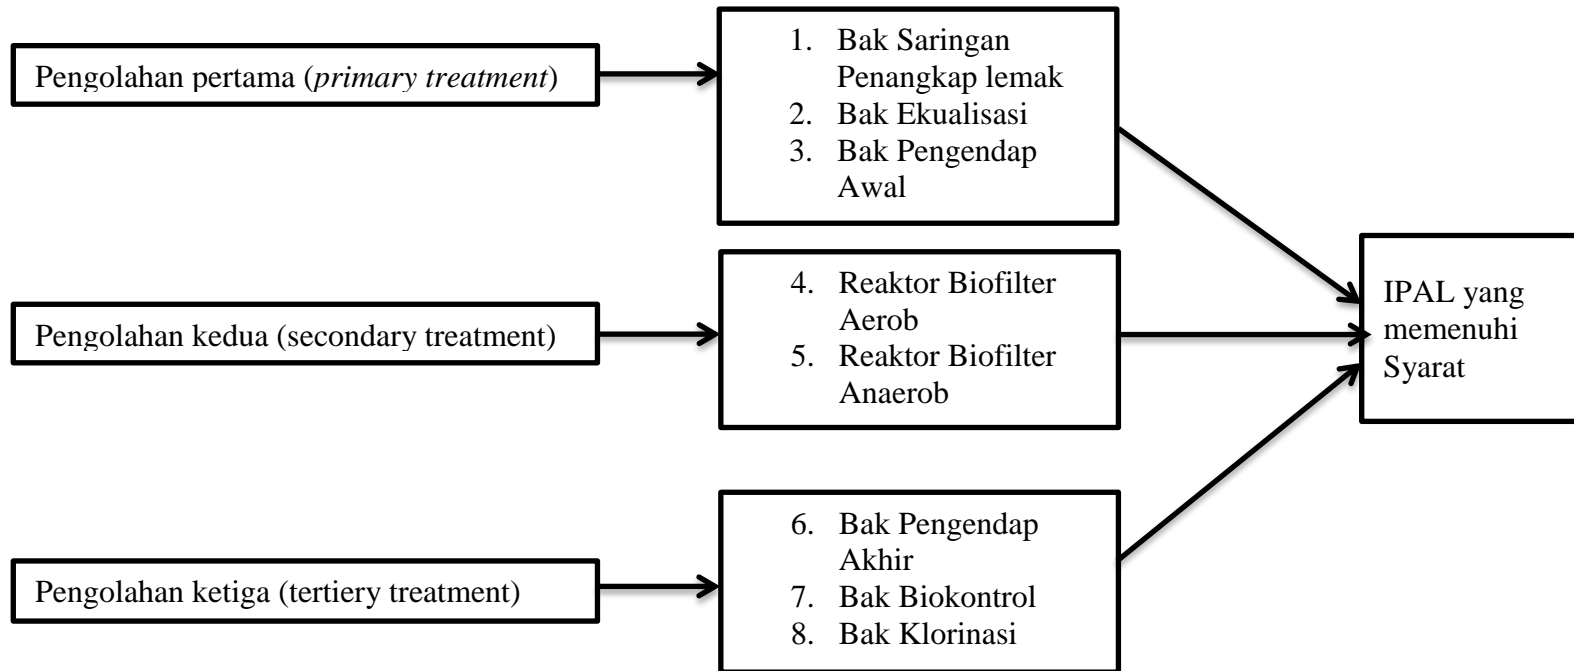 Pengolahan pertama (primary treatment)
1. Bak Saringan
Penangkap lemak
2. Bak Ekualisasi
3. Bak Pengendap
Awal
Pengolahan kedua (secondary treatment)
4. Reaktor Biofilter
Aerob
5. Reaktor Biofilter
Anaerob
Pengolahan ketiga (tertiery treatment)
6. Bak Pengendap
Akhir
7. Bak Biokontrol
8. Bak Klorinasi
IPAL yang
memenuhi
Syarat